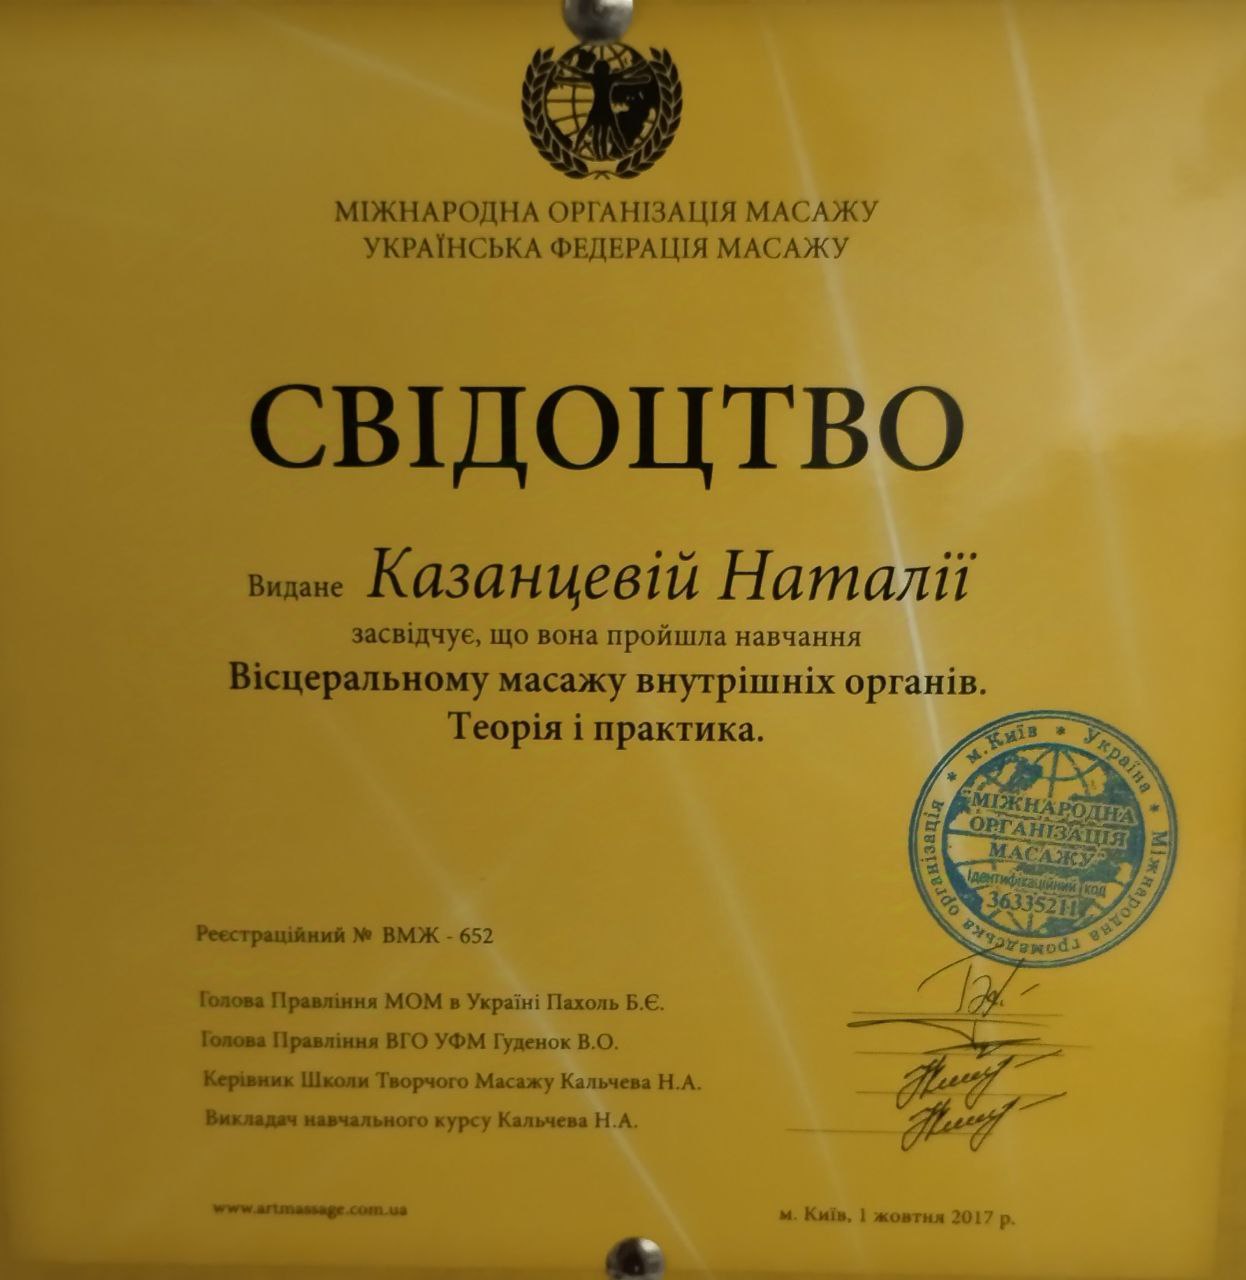 МІЖНАРОДНА ОРГАНІЗАЦІЯ МАСАЖУ
УКРАЇНСЬКА ФЕДЕРАЦІЯ МАСАЖУ
СВІДОЦТВО
Видане Казанцевій Наталії
засвідчує, що вона пройшла навчання
Вісцеральному масажу внутрішніх органів.
Теорія і практика.
* м. Київ * Україна * Міжнародна громадська організація
"МІЖНАРОДНА
ОРГАНІЗАЦІЯ
МАСАЖУ"
Ідентифікаційний код
36335211
Реєстраційний № ВМЖ - 652
Голова Правління МОМ в Україні Пахоль Б.Є.
Голова Правління ВГО УФМ Гуденок В.О.
Керівник Школи Творчого Масажу Кальчева Н.А.
Викладач навчального курсу Кальчева Н.А.
www.artmassage.com.ua
м. Київ, 1 жовтня 2017 р.